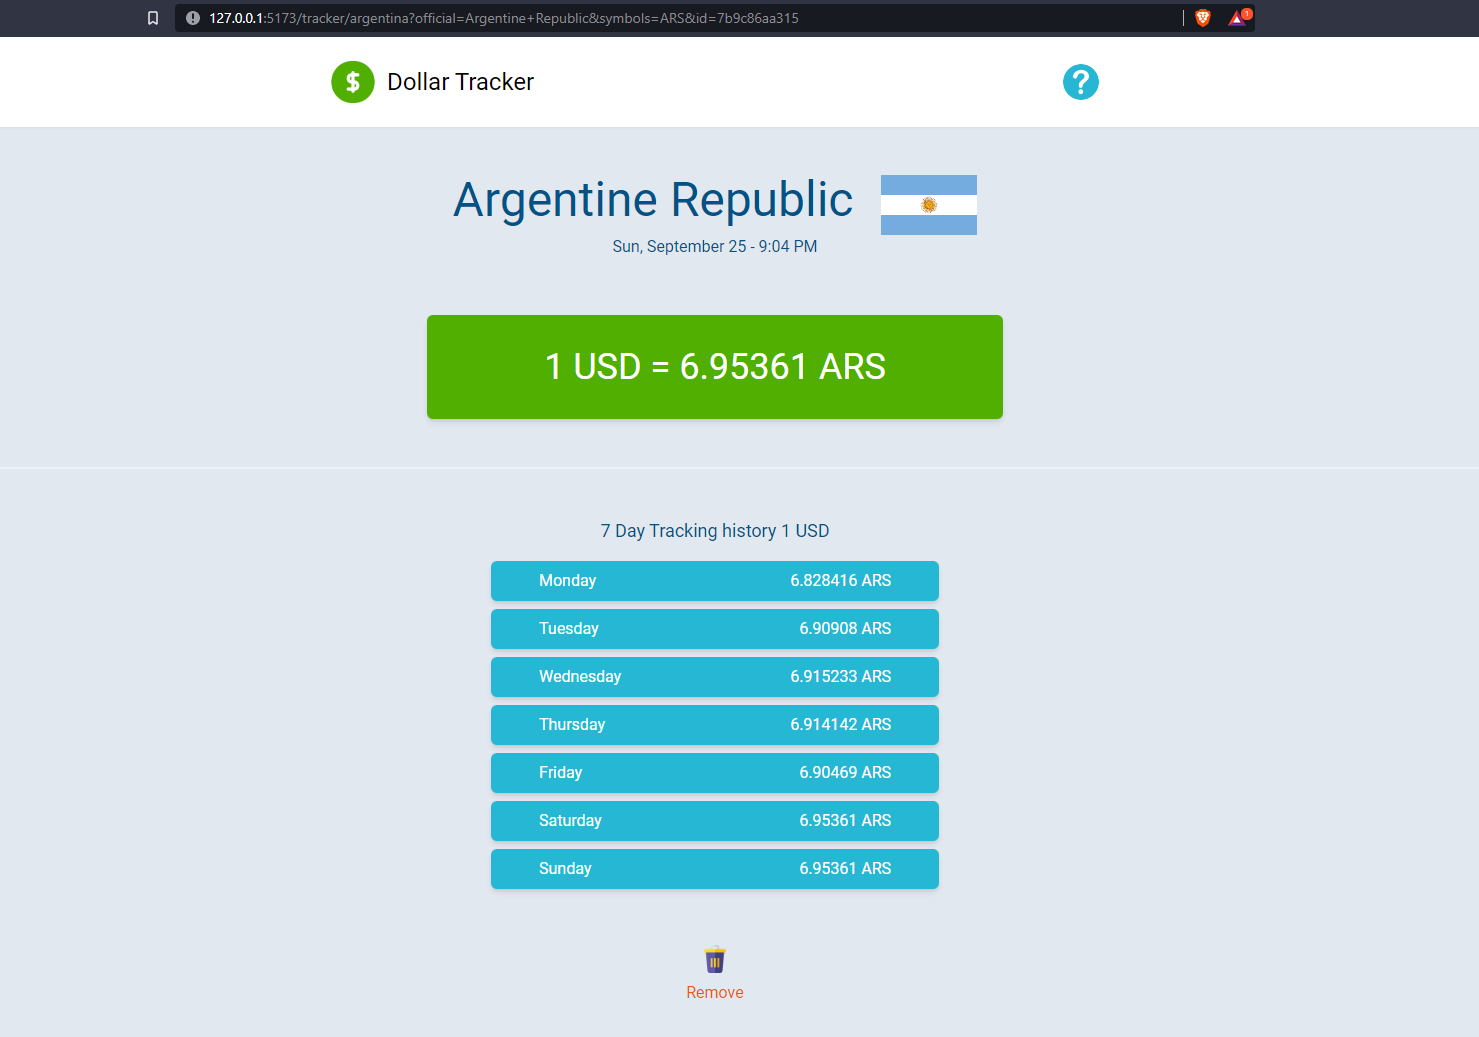 127.0.0.1:5173/tracker/argentina?official=Argentine+Republic&symbols=ARS&id=7b9c86aa315
1
$ Dollar Tracker
?
Argentine Republic
Sun, September 25 - 9:04 PM
1 USD = 6.95361 ARS
7 Day Tracking history 1 USD
Monday 6.828416 ARS
Tuesday 6.90908 ARS
Wednesday 6.915233 ARS
Thursday 6.914142 ARS
Friday 6.90469 ARS
Saturday 6.95361 ARS
Sunday 6.95361 ARS
Remove